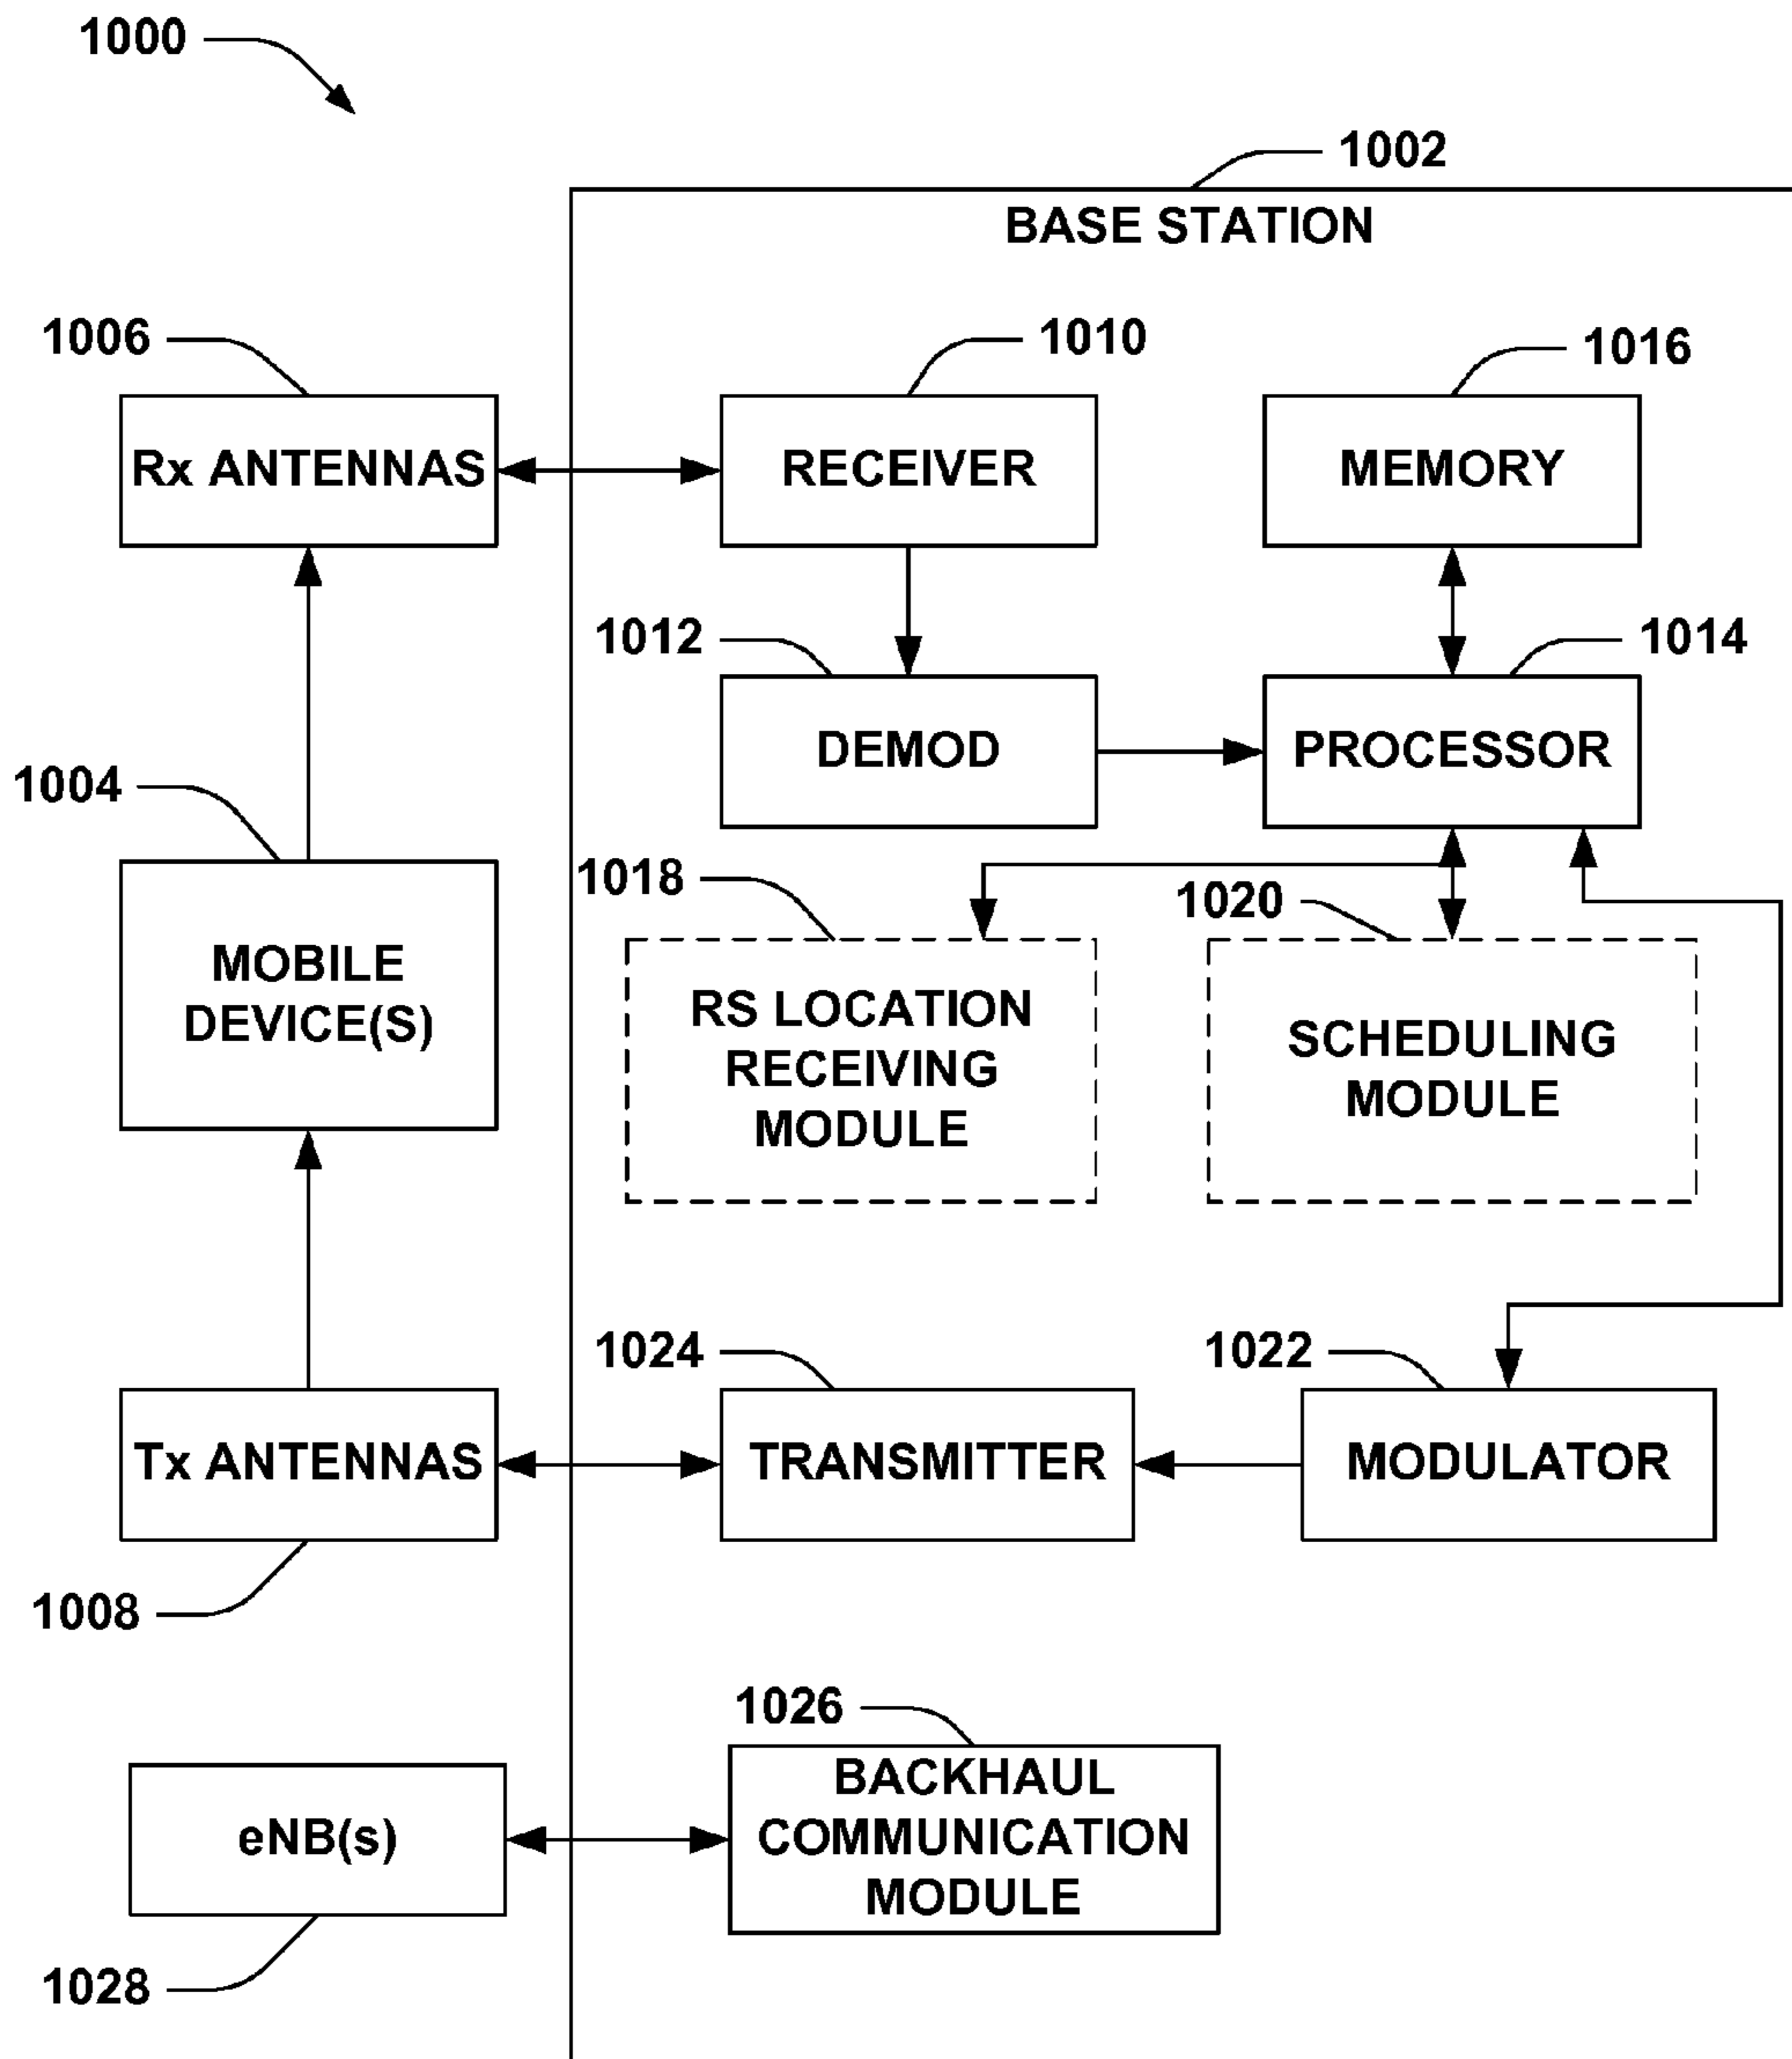 1000
1002
BASE STATION
1006
1010
1016
Rx ANTENNAS
RECEIVER
MEMORY
1012
1014
DEMOD
PROCESSOR
1004
1018
1020
MOBILE
DEVICE(S)
RS LOCATION
RECEIVING
MODULE
SCHEDULING
MODULE
1024
1022
Tx ANTENNAS
TRANSMITTER
MODULATOR
1008
1026
eNB(s)
BACKHAUL
COMMUNICATION
MODULE
1028